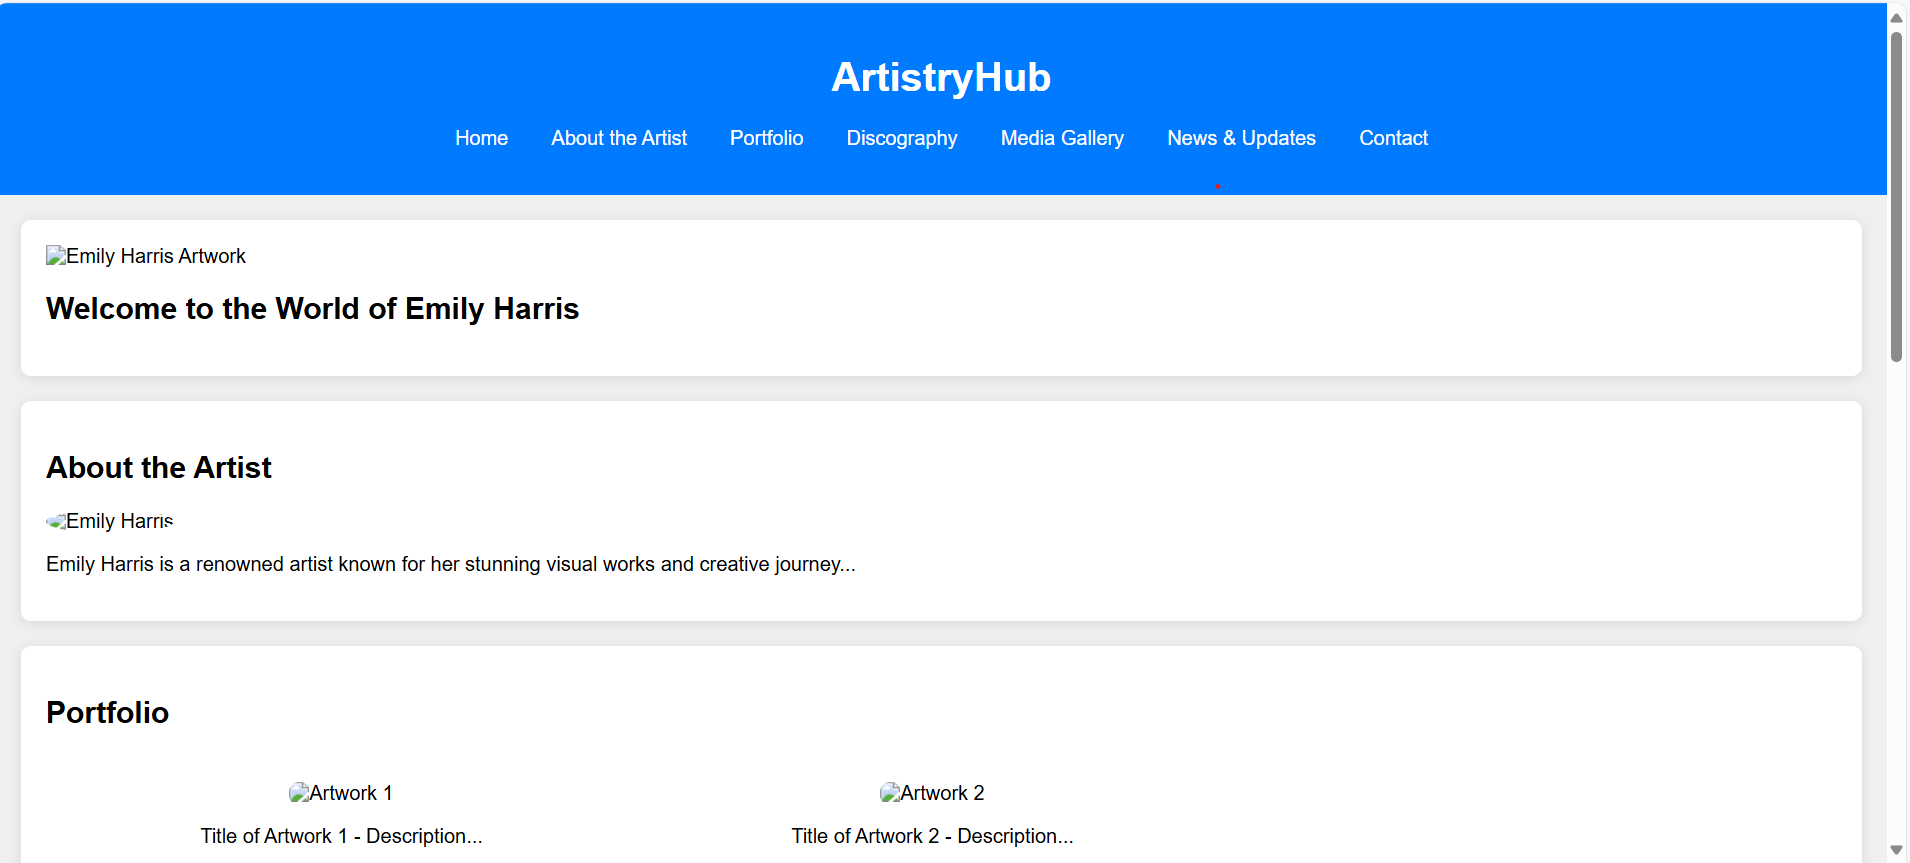 ArtistryHub
Home About the Artist Portfolio Discography Media Gallery News & Updates Contact
Emily Harris Artwork
Welcome to the World of Emily Harris
About the Artist
Emily Harris
Emily Harris is a renowned artist known for her stunning visual works and creative journey...
Portfolio
Artwork 1 Artwork 2
Title of Artwork 1 - Description... Title of Artwork 2 - Description...